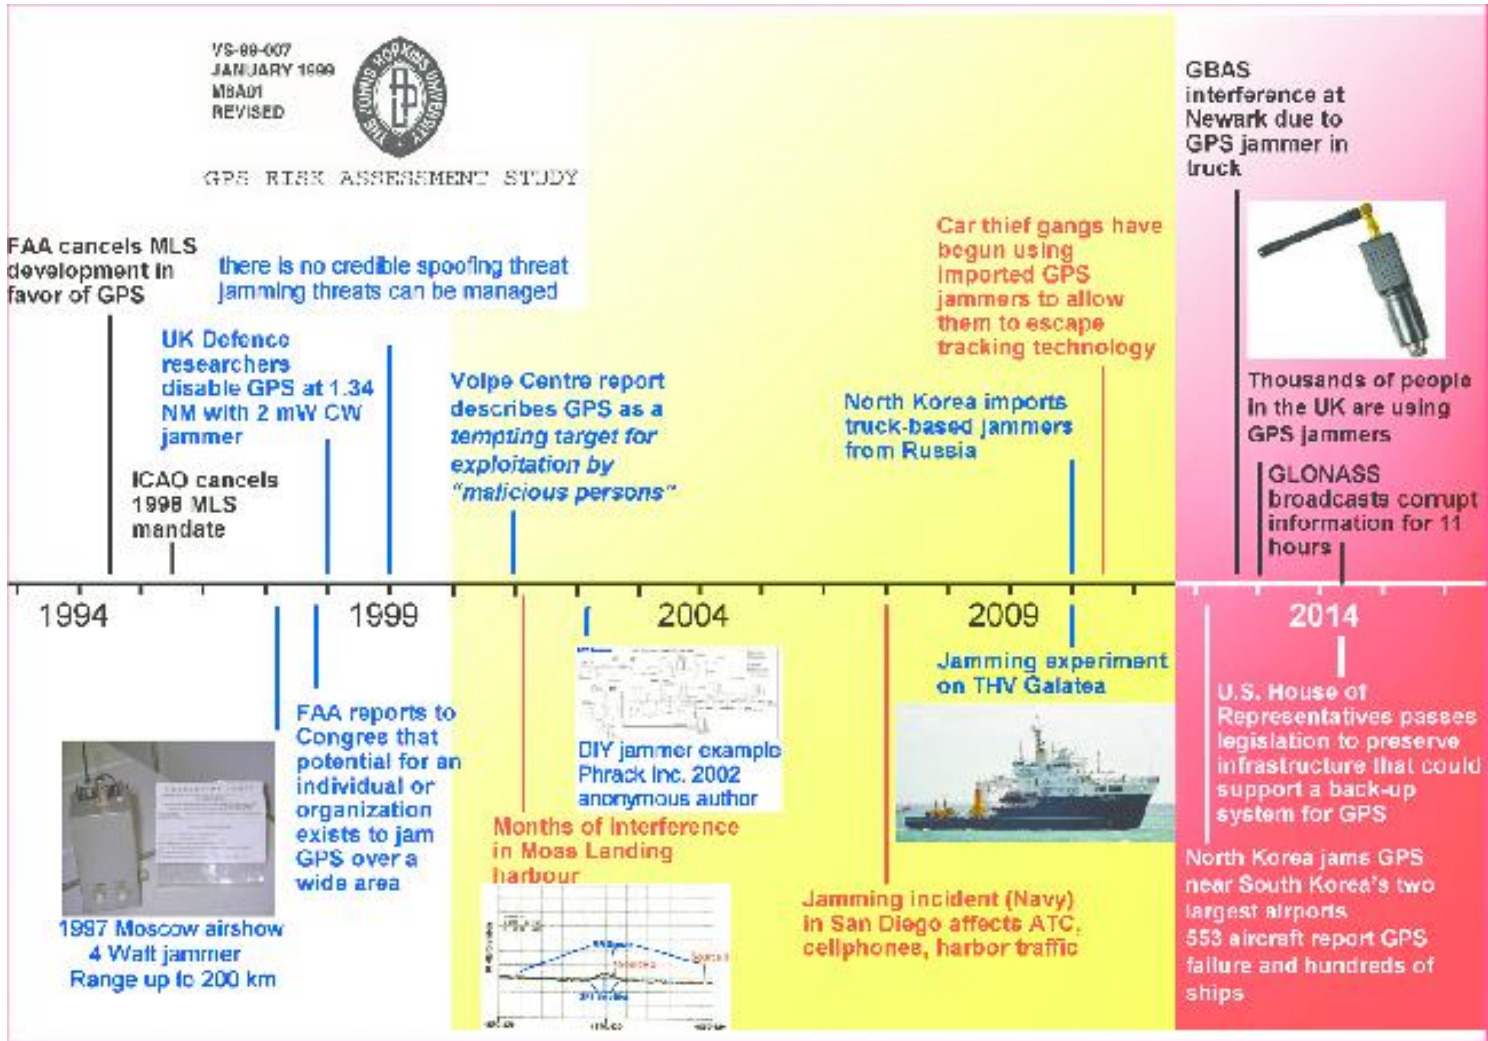 VS-99-007
JANUARY 1999
M8A01
REVISED
THE JOHNS HOPKINS UNIVERSITY
APL
GPS RISK ASSESSMENT STUDY
FAA cancels MLS
development in
favor of GPS
there is no credible spoofing threat
jamming threats can be managed
UK Defence
researchers
disable GPS at 1.34
NM with 2 mW CW
jammer
ICAO cancels
1998 MLS
mandate
Volpe Centre report
describes GPS as a
tempting target for
exploitation by
"malicious persons"
North Korea imports
truck-based jammers
from Russia
Car thief gangs have
begun using
imported GPS
jammers to allow
them to escape
tracking technology
GBAS
interference at
Newark due to
GPS jammer in
truck
Thousands of people
in the UK are using
GPS jammers
GLONASS
broadcasts corrupt
information for 11
hours
1994
1999
2004
2009
2014
1997 Moscow airshow
4 Watt jammer
Range up to 200 km
FAA reports to
Congres that
potential for an
individual or
organization
exists to jam
GPS over a
wide area
Months of Interference
in Moss Landing
harbour
DIY jammer example
Phrack Inc. 2002
anonymous author
Jamming incident (Navy)
in San Diego affects ATC,
cellphones, harbor traffic
Jamming experiment
on THV Galatea
U.S. House of
Representatives passes
legislation to preserve
infrastructure that could
support a back-up
system for GPS
North Korea jams GPS
near South Korea's two
largest airports
553 aircraft report GPS
failure and hundreds of
ships